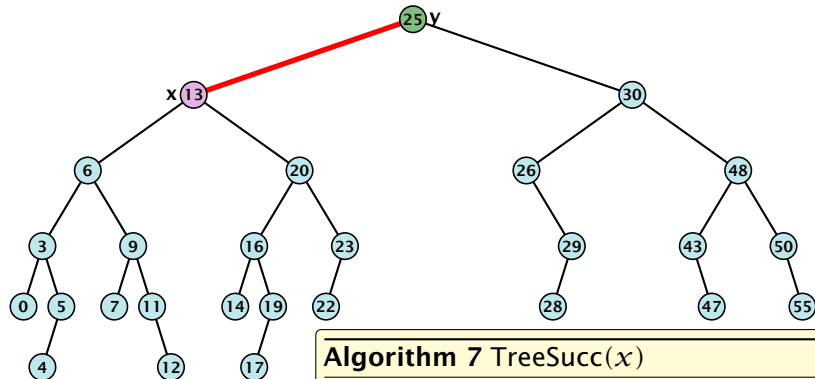 25 y
x 13 30
6 20 26 48
3 9 16 23 29 43 50
0 5 7 11 14 19 22 28 47 55
4 12 17
Algorithm 7 TreeSucc(x)